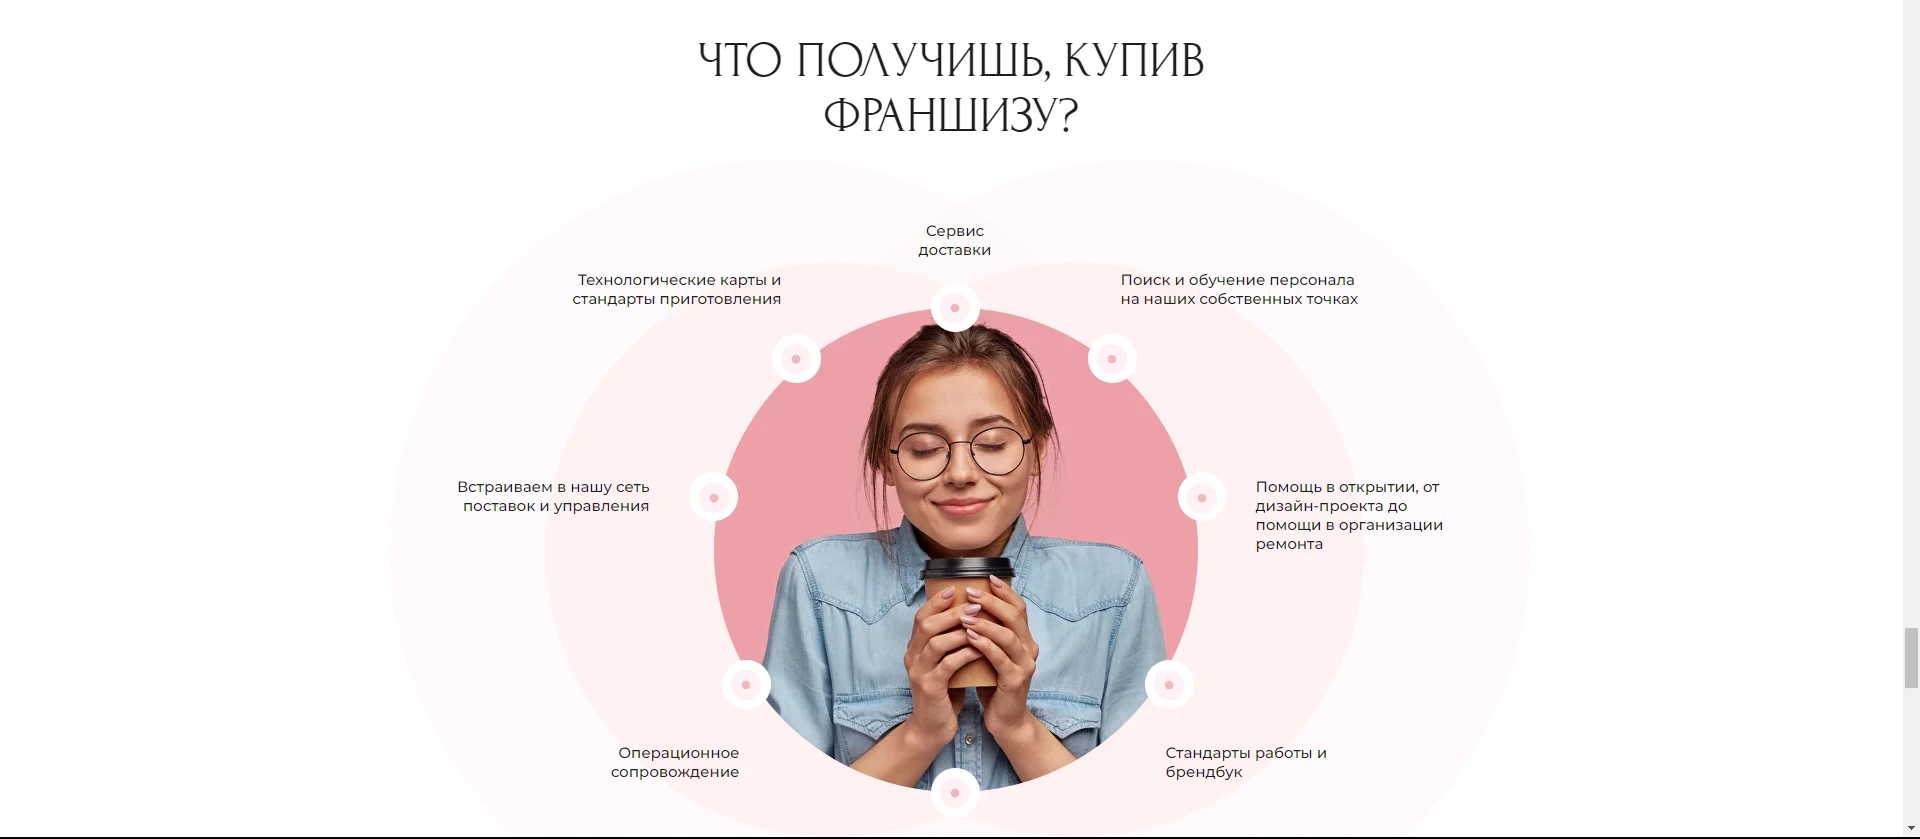 ЧТО ПОЛУЧИШЬ, КУПИВ
ФРАНШИЗУ?
Сервис
доставки
Технологические карты и
стандарты приготовления
Поиск и обучение персонала
на наших собственных точках
Встраиваем в нашу сеть
поставок и управления
Помощь в открытии, от
дизайн-проекта до
помощи в организации
ремонта
Операционное
сопровождение
Стандарты работы и
брендбук